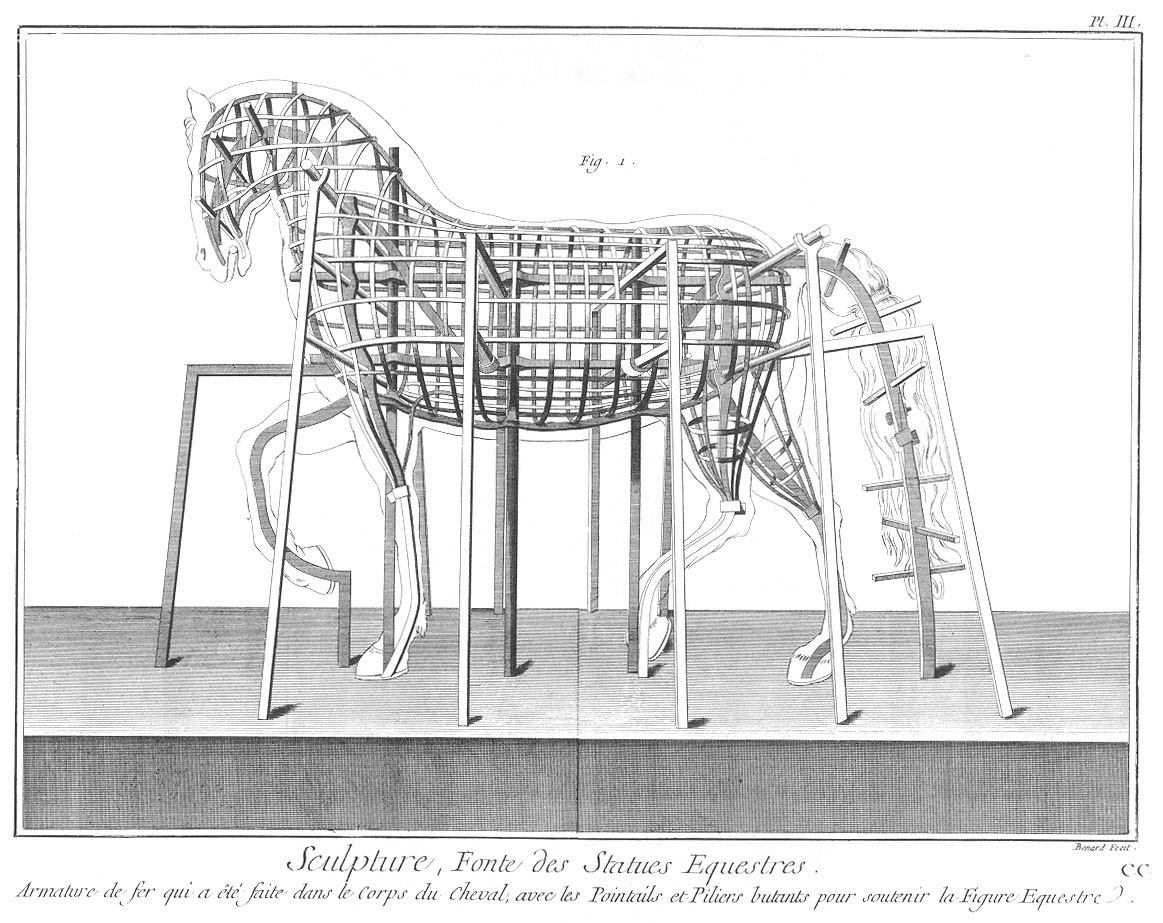 Pl. III.
Fig. 1.
Benard Fecit.
Sculpture, Fonte des Statues Equestres.
CC
Armature de fer qui a été faite dans le Corps du Cheval, avec les Pointails et Piliers butants pour soutenir la Figure Equestre.